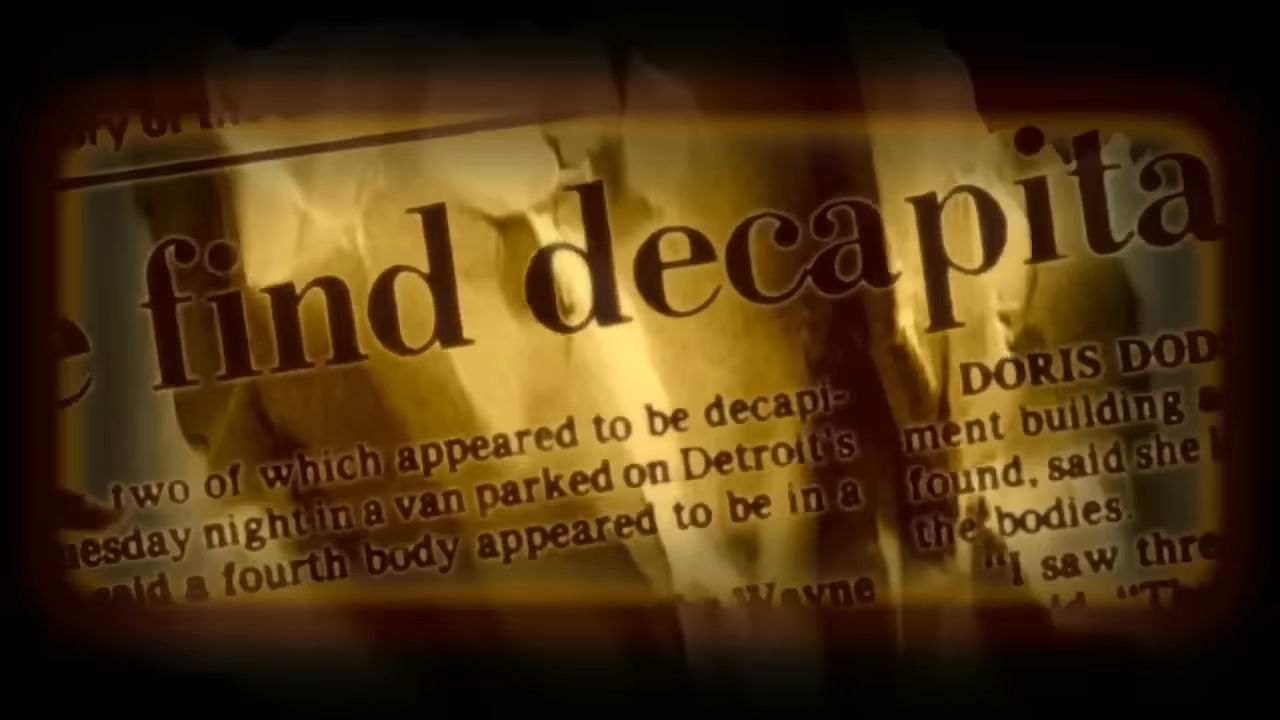 find decapita
two of which appeared to be decapi-
uesday night in a van parked on Detroit's
said a fourth body appeared to be in a
Wayne
DORIS DOD
ment building
found, said she
the bodies.
"I saw thre